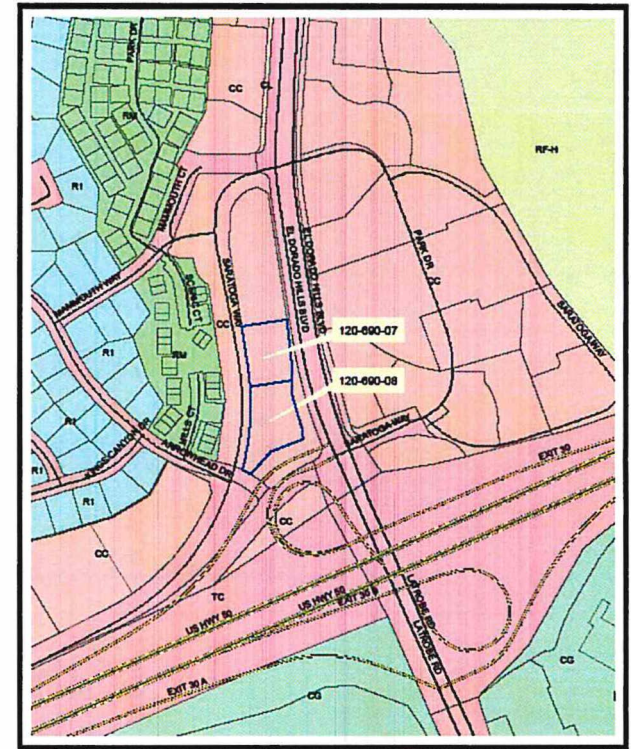 PARK DR
CC
CL
RM
R1
R1
MAMMOUTH CT
RF-H
MAMMOUTH WAY
SARATOGA WAY
EL DORADO HILLS BLVD
EL DORADO HILLS BLVD
PARK DR
CC
SARATOGA WAY
CC
120-690-07
R1
RM
120-690-08
R1
ARROWHEAD DR
SARATOGA WAY
R1
R1
EXIT 30
CC
CC
TC
US HWY 50
US HWY 50
EXIT 30 B
LATROBE RD
LATROBE RD
CG
EXIT 30 A
CG